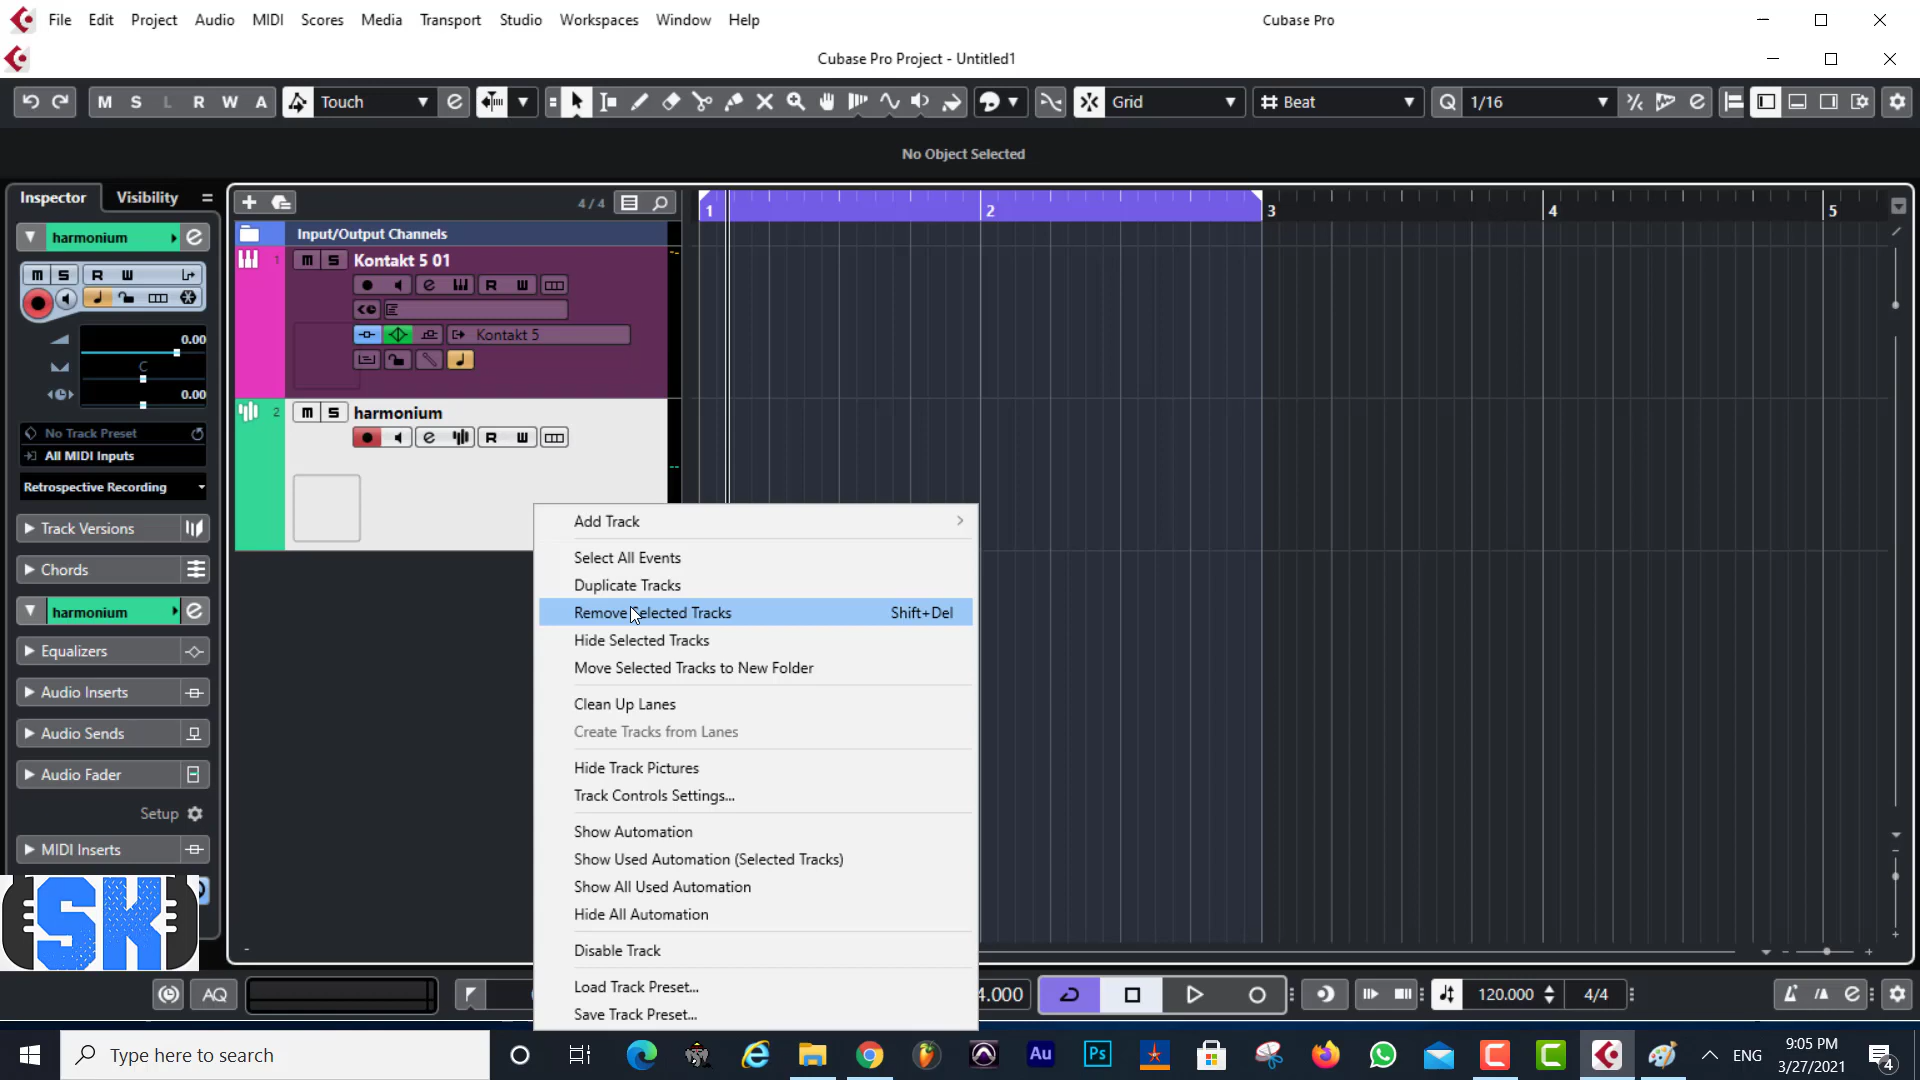 File Edit Project Audio MIDI Scores Media Transport Studio Workspaces Window Help
Cubase Pro
Cubase Pro Project - Untitled1
M S L R W A Touch Grid Beat Q 1/16
No Object Selected
Inspector Visibility
4 / 4
1 2 3 4 5
harmonium
Input/Output Channels
1 m S Kontakt 5 01
m S R W
R W
Kontakt 5
0.00
C
0.00
2 m S harmonium
R W
No Track Preset
All MIDI Inputs
Retrospective Recording
Track Versions
Chords
harmonium
Equalizers
Audio Inserts
Audio Sends
Audio Fader
Setup
MIDI Inserts
SK
Add Track
Select All Events
Duplicate Tracks
Remove Selected Tracks Shift+Del
Hide Selected Tracks
Move Selected Tracks to New Folder
Clean Up Lanes
Create Tracks from Lanes
Hide Track Pictures
Track Controls Settings...
Show Automation
Show Used Automation (Selected Tracks)
Show All Used Automation
Hide All Automation
Disable Track
Load Track Preset...
Save Track Preset...
AQ
4.000
120.000 4/4
Type here to search
Au Ps
ENG
9:05 PM
3/27/2021
4